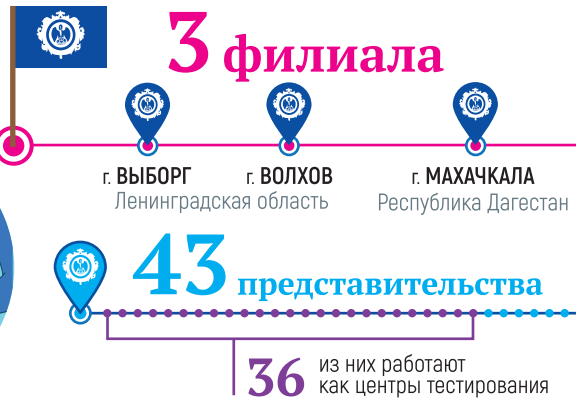 3 филиала
г. ВЫБОРГ г. ВОЛХОВ г. МАХАЧКАЛА
Ленинградская область Республика Дагестан
43 представительства
36 из них работают
как центры тестирования